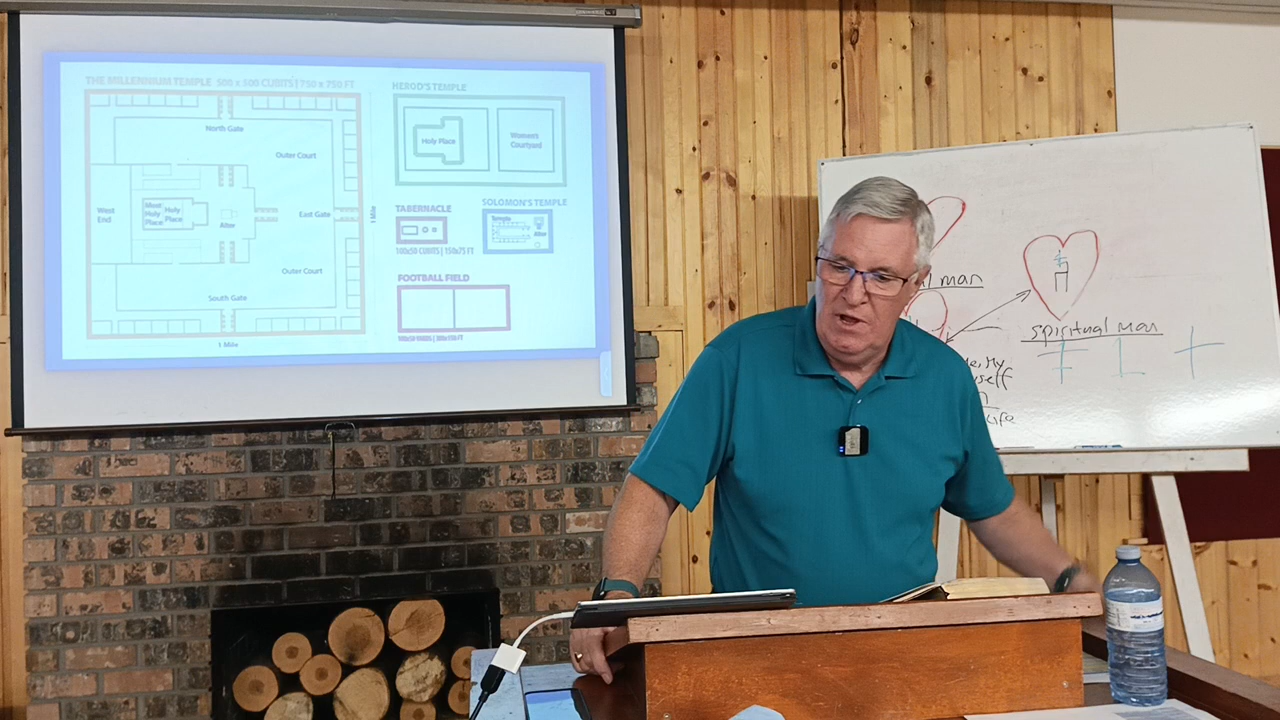 THE MILLENNIUM TEMPLE 500 x 500 CUBITS | 750 x 750 FT
North Gate
Outer Court
West
End
Most
Holy
Place
Holy
Place
Altar
East Gate
1 Mile
Outer Court
South Gate
1 Mile
HEROD'S TEMPLE
Holy Place
Women's
Courtyard
TABERNACLE
100x50 CUBITS | 150x75 FT
SOLOMON'S TEMPLE
Temple
Altar
FOOTBALL FIELD
man
spiritual man